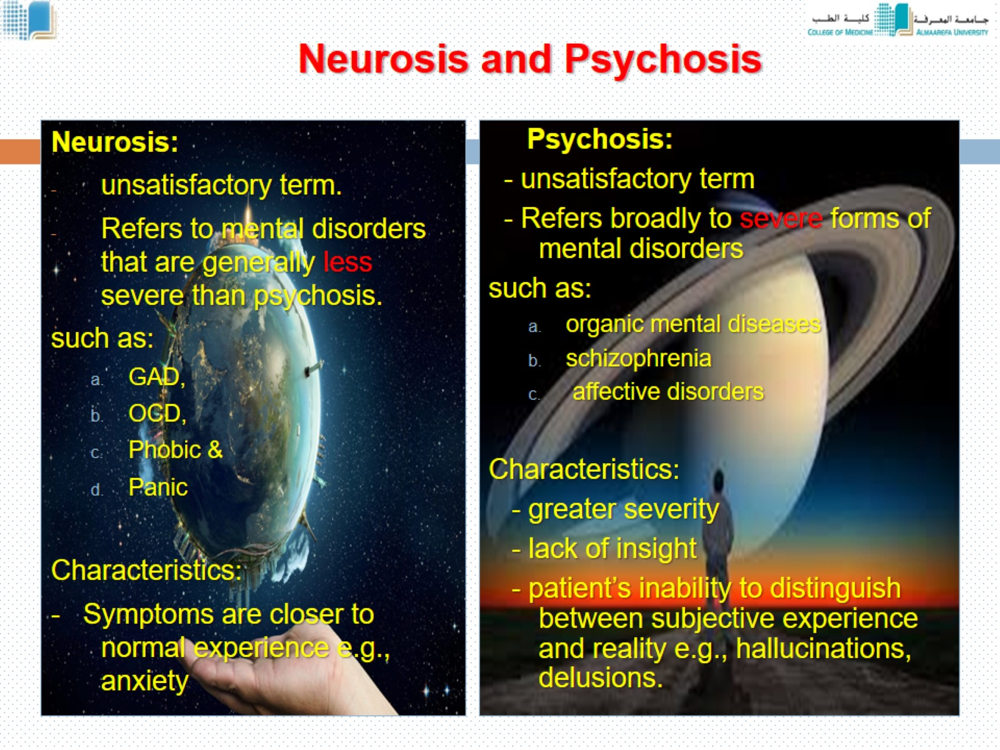 كلية الطب
COLLEGE OF MEDICINE
جامعة المعرفة
ALMAAREFA UNIVERSITY
Neurosis and Psychosis
Neurosis:
- unsatisfactory term.
- Refers to mental disorders
that are generally less
severe than psychosis.
such as:
a. GAD,
b. OCD,
c. Phobic &
d. Panic
Characteristics:
- Symptoms are closer to
normal experience e.g.,
anxiety
Psychosis:
- unsatisfactory term
- Refers broadly to severe forms of
mental disorders
such as:
a. organic mental diseases
b. schizophrenia
c. affective disorders
Characteristics:
- greater severity
- lack of insight
- patient’s inability to distinguish
between subjective experience
and reality e.g., hallucinations,
delusions.